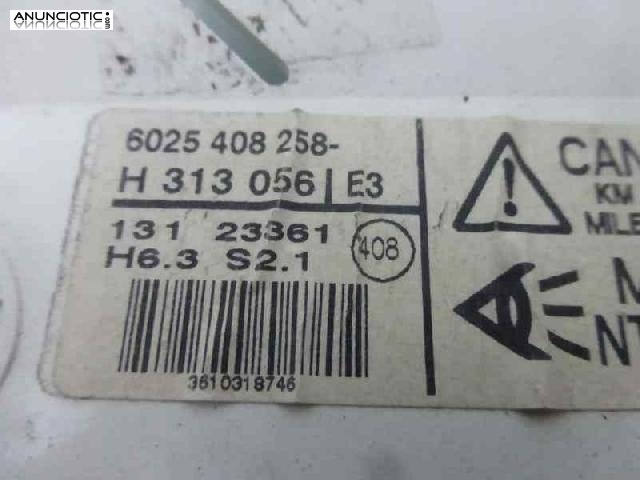 ANUNCIOTIC.com
6025 408 258-
H 313 056 E3
131 23361
H6.3 S2.1
408
3610318746
CAN
KM
MILE
M
NT